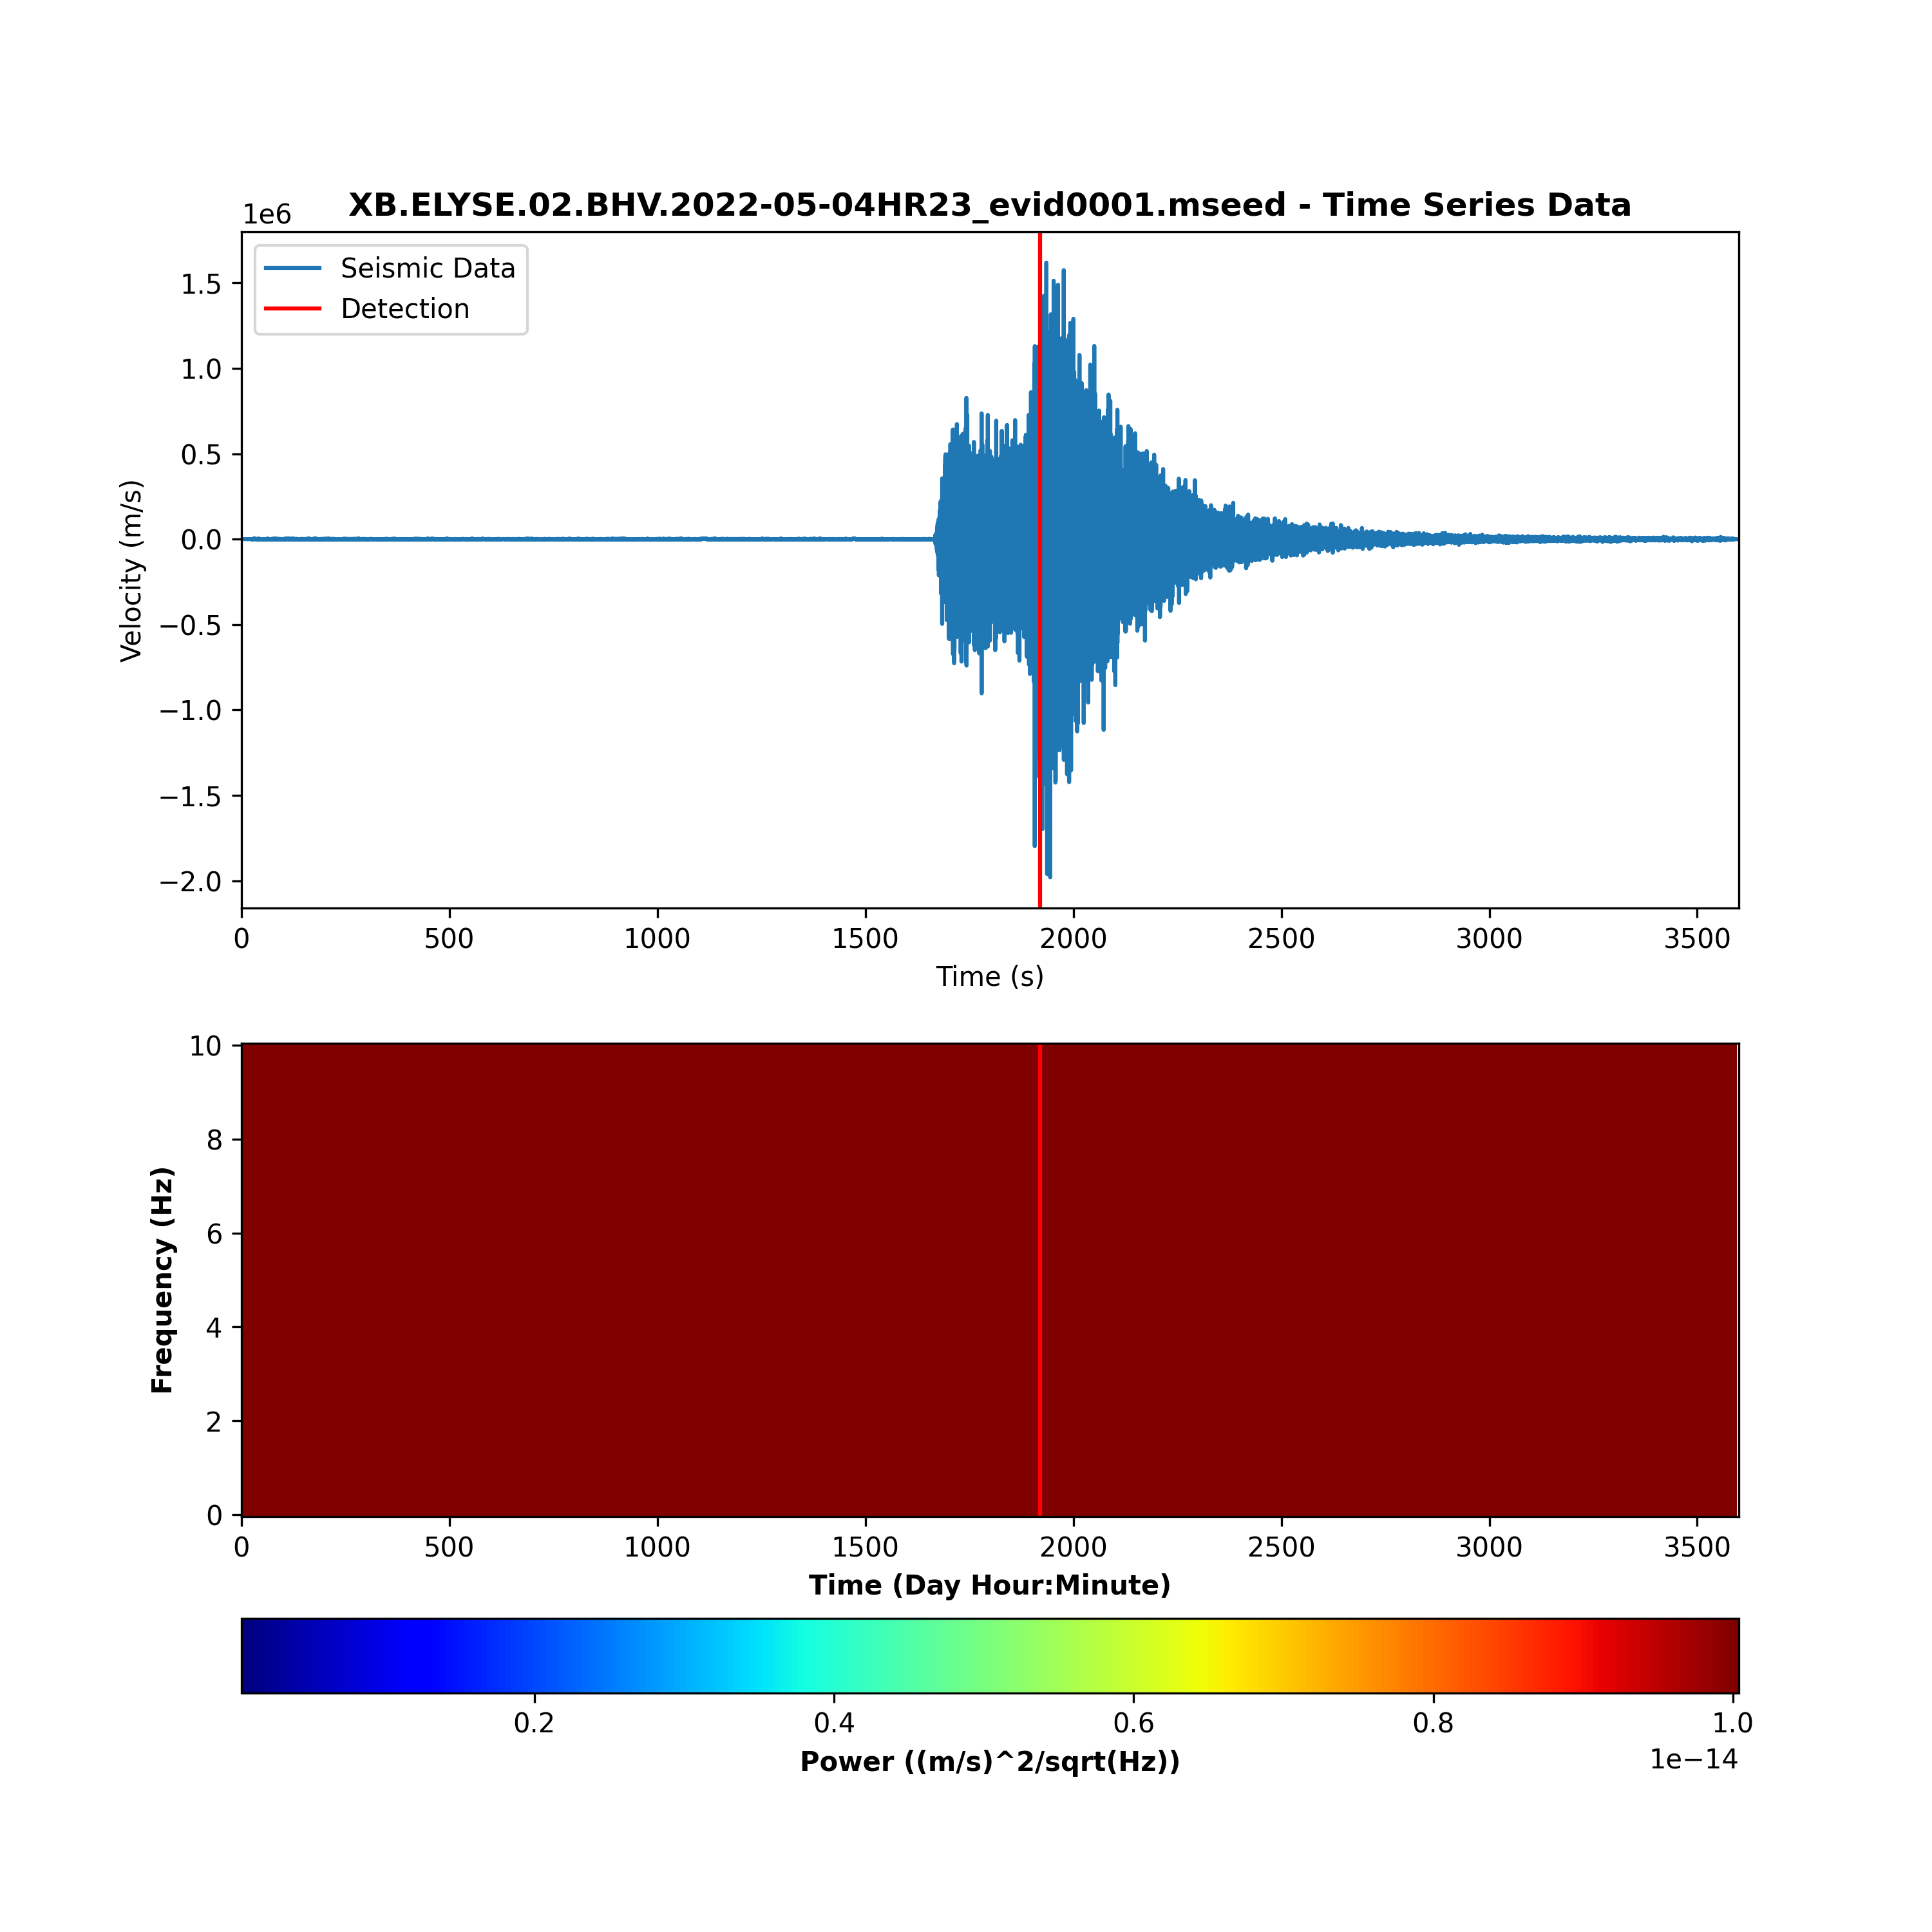 XB.ELYSE.02.BHV.2022-05-04HR23_evid0001.mseed - Time Series Data
1e6
Seismic Data
Detection
1.5
1.0
0.5
0.0
−0.5
−1.0
−1.5
−2.0
Velocity (m/s)
0 500 1000 1500 2000 2500 3000 3500
Time (s)
10
8
6
4
2
0
Frequency (Hz)
0 500 1000 1500 2000 2500 3000 3500
Time (Day Hour:Minute)
0.2 0.4 0.6 0.8 1.0
Power ((m/s)^2/sqrt(Hz))
1e−14